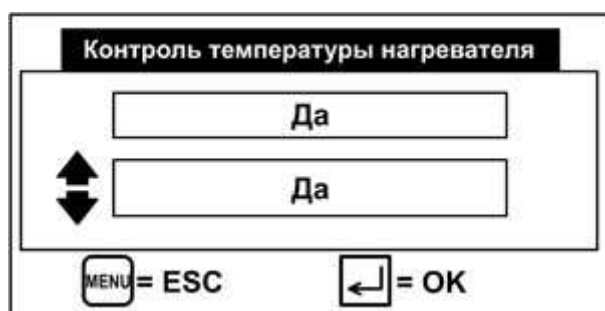 Контроль температуры нагревателя
Да
Да
MENU = ESC = OK